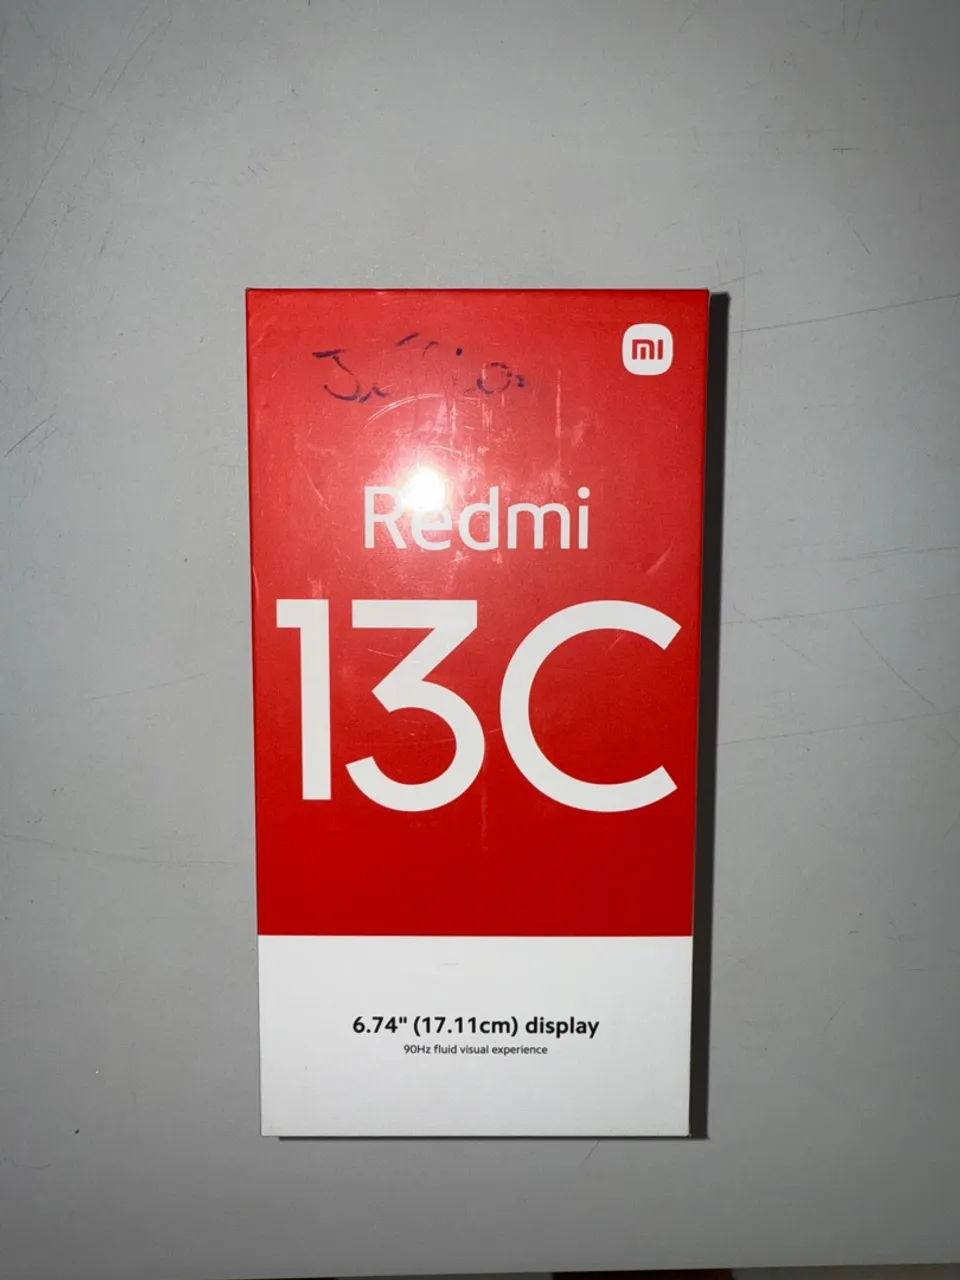 mi
Redmi
13C
6.74" (17.11cm) display
90Hz fluid visual experience